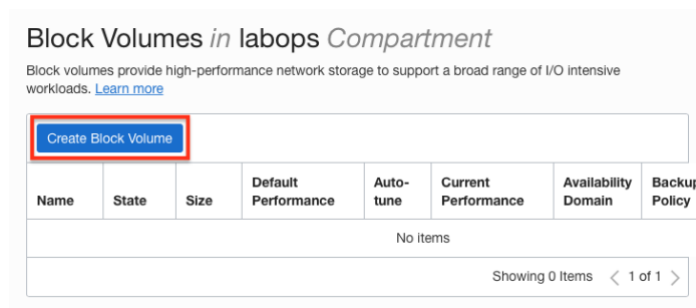 Block Volumes in labops Compartment
Block volumes provide high-performance network storage to support a broad range of I/O intensive
workloads. Learn more
Create Block Volume
Name State Size Default Performance Auto-tune Current Performance Availability Domain Backup Policy
No items
Showing 0 Items < 1 of 1 >